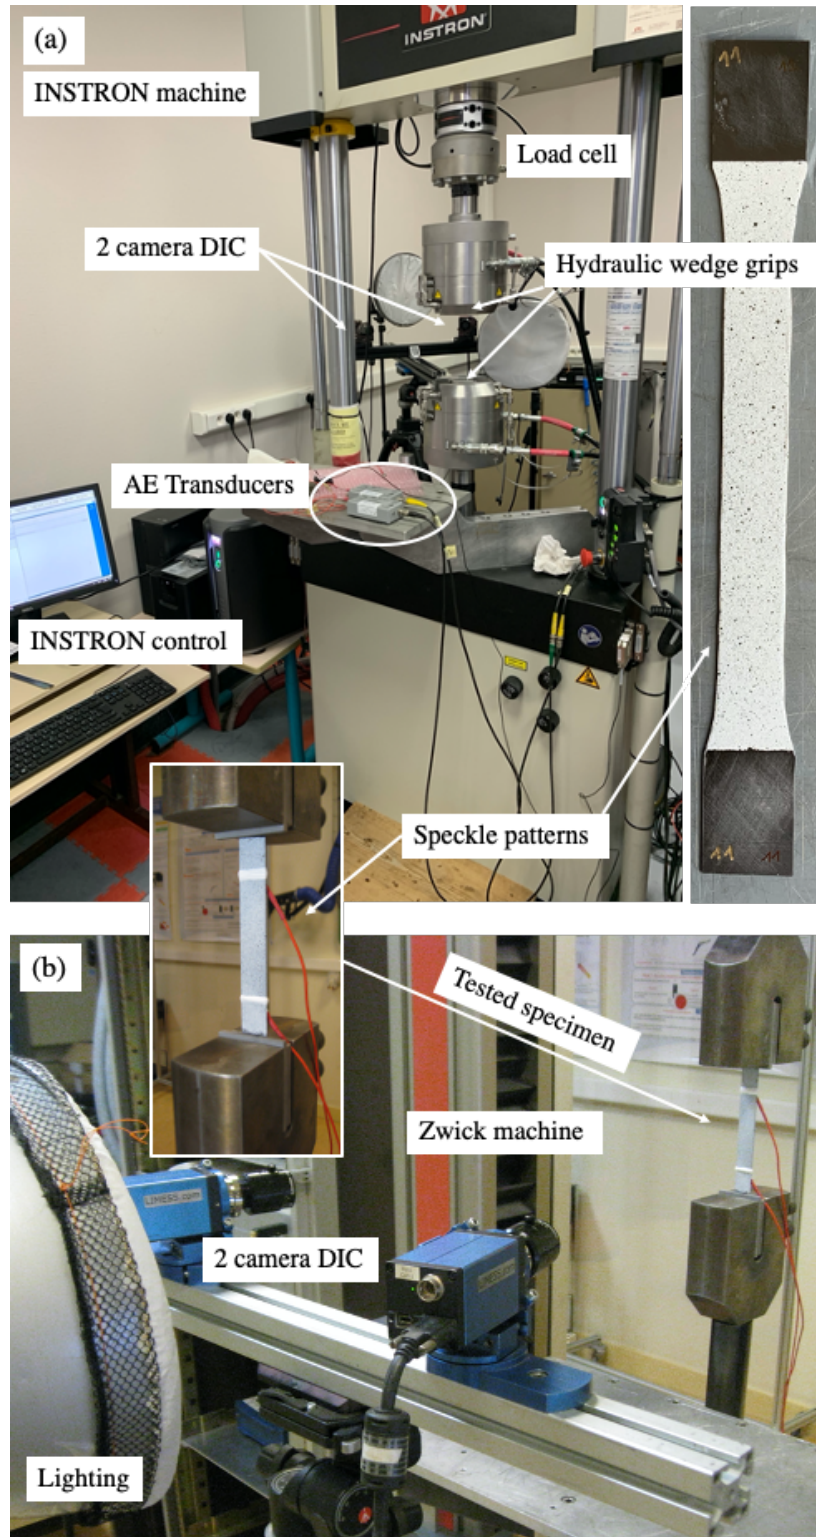 (a)
INSTRON
INSTRON machine
11
Load cell
2 camera DIC
Hydraulic wedge grips
AE Transducers
INSTRON control
Speckle patterns
11 11
(b)
Tested specimen
Zwick machine
LIMESS.com
2 camera DIC
LIMESS.com
Lighting